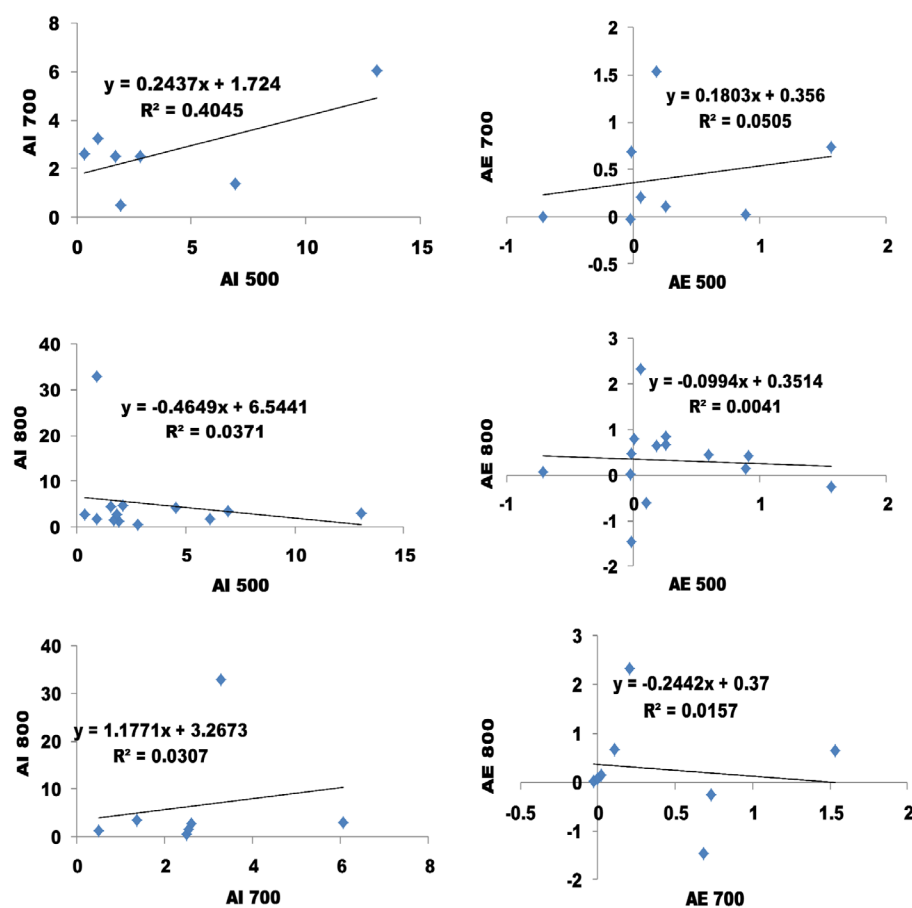 8
6
4
2
0
AI 700
y = 0.2437x + 1.724
R² = 0.4045
0 5 10 15
AI 500
2
1.5
1
0.5
0
-0.5
AE 700
y = 0.1803x + 0.356
R² = 0.0505
-1 0 1 2
AE 500
40
30
20
10
0
AI 800
y = -0.4649x + 6.5441
R² = 0.0371
0 5 10 15
AI 500
3
2
1
0
-1
-2
AE 800
y = -0.0994x + 0.3514
R² = 0.0041
-1 0 1 2
AE 500
40
30
20
10
0
AI 800
y = 1.1771x + 3.2673
R² = 0.0307
0 2 4 6 8
AI 700
3
2
1
0
-1
-2
AE 800
y = -0.2442x + 0.37
R² = 0.0157
-0.5 0 0.5 1 1.5 2
AE 700